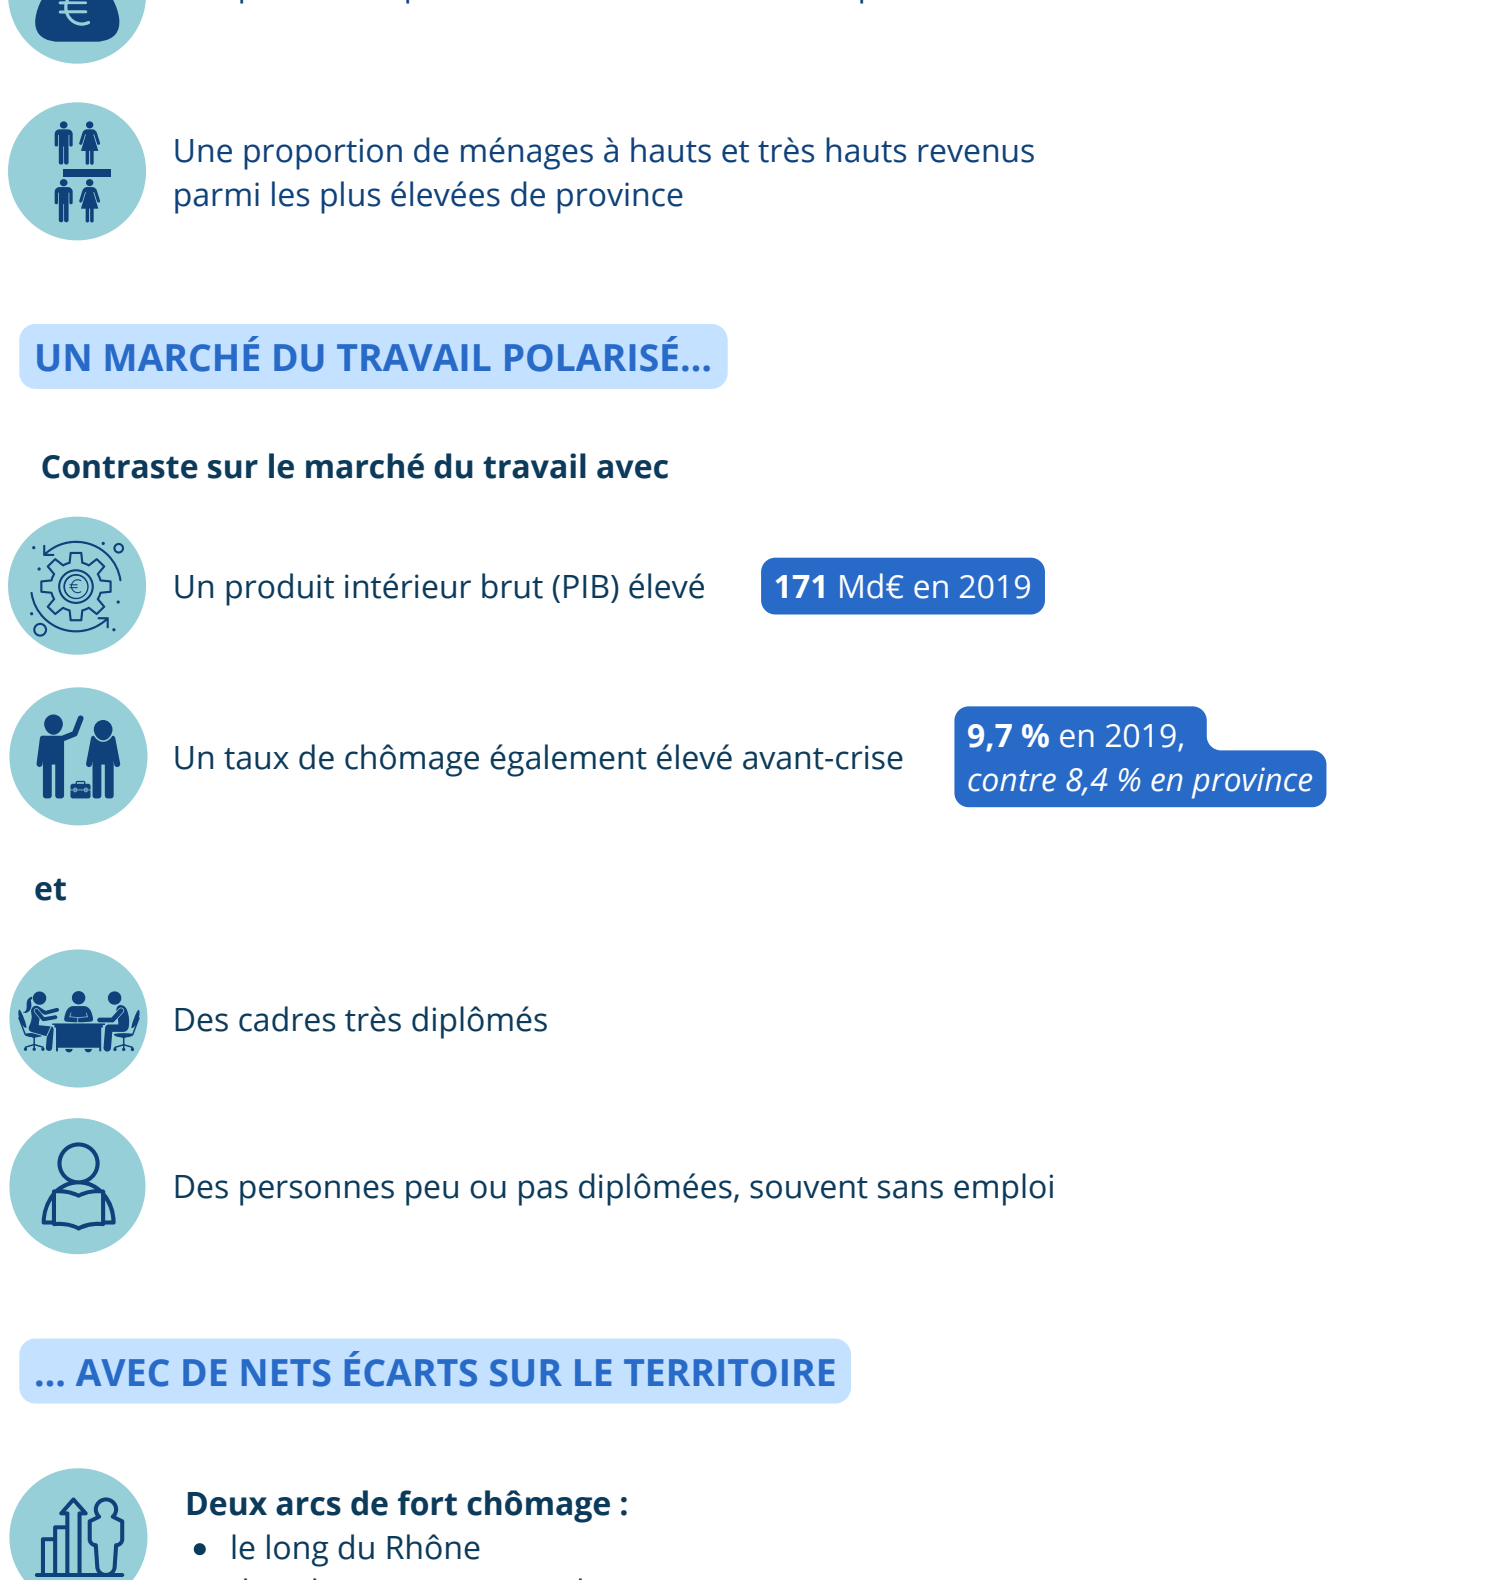 Une proportion de ménages à hauts et très hauts revenus
parmi les plus élevées de province
UN MARCHÉ DU TRAVAIL POLARISÉ...
Contraste sur le marché du travail avec
Un produit intérieur brut (PIB) élevé
171 Md€ en 2019
Un taux de chômage également élevé avant-crise
9,7 % en 2019,
contre 8,4 % en province
et
Des cadres très diplômés
Des personnes peu ou pas diplômées, souvent sans emploi
... AVEC DE NETS ÉCARTS SUR LE TERRITOIRE
Deux arcs de fort chômage :
• le long du Rhône